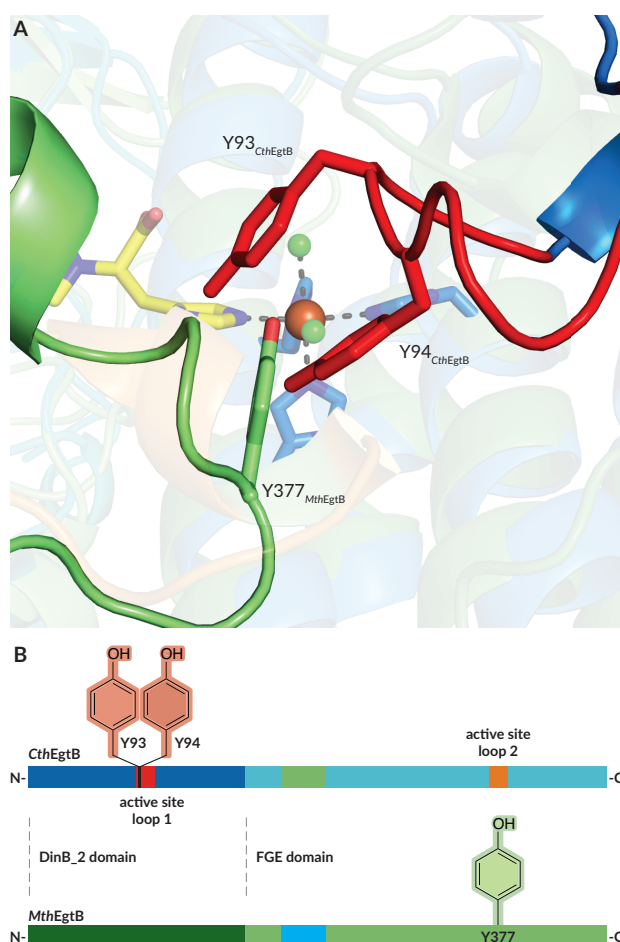 A
Y93CthEgtB
Y94CthEgtB
Y377MthEgtB
B
OH OH
Y93 Y94
active site
loop 2
CthEgtB
N- -C
active site
loop 1
OH
DinB_2 domain FGE domain
MthEgtB
Y377
N- -C